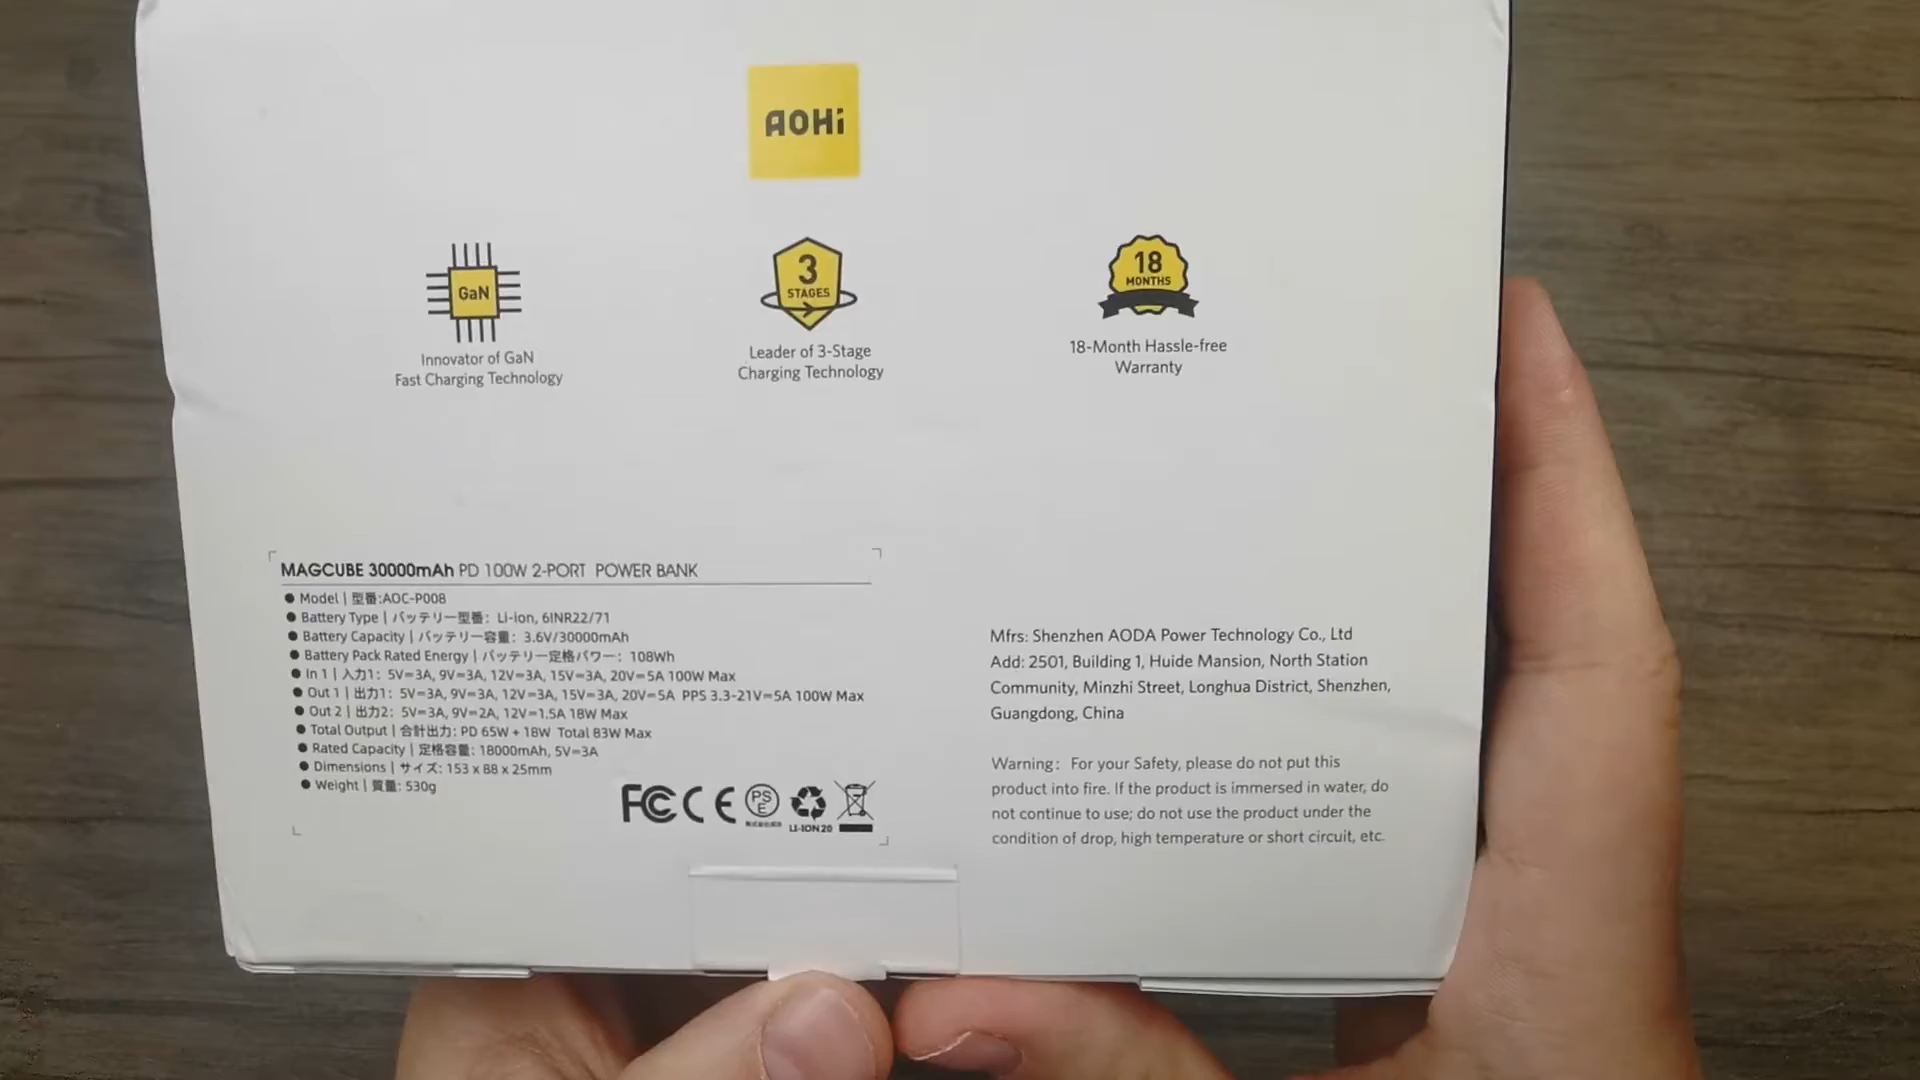 AOHi
GaN
Innovator of GaN
Fast Charging Technology
3
STAGES
Leader of 3-Stage
Charging Technology
18
MONTHS
18-Month Hassle-free
Warranty
MAGCUBE 30000mAh PD 100W 2-PORT POWER BANK
● Model | 型番:AOC-P008
● Battery Type | バッテリー型番: Li-ion, 6INR22/71
● Battery Capacity | バッテリー容量: 3.6V/30000mAh
● Battery Pack Rated Energy | バッテリー定格パワー: 108Wh
● In 1 | 入力1: 5V=3A, 9V=3A, 12V=3A, 15V=3A, 20V=5A 100W Max
● Out 1 | 出力1: 5V=3A, 9V=3A, 12V=3A, 15V=3A, 20V=5A PPS 3.3-21V=5A 100W Max
● Out 2 | 出力2: 5V=3A, 9V=2A, 12V=1.5A 18W Max
● Total Output | 合計出力: PD 65W + 18W Total 83W Max
● Rated Capacity | 定格容量: 18000mAh, 5V=3A
● Dimensions | サイズ: 153 x 88 x 25mm
● Weight | 質量: 530g
FC CE PSE
LI-ION 20
Mfrs: Shenzhen AODA Power Technology Co., Ltd
Add: 2501, Building 1, Huide Mansion, North Station
Community, Minzhi Street, Longhua District, Shenzhen,
Guangdong, China
Warning: For your Safety, please do not put this
product into fire. If the product is immersed in water, do
not continue to use; do not use the product under the
condition of drop, high temperature or short circuit, etc.